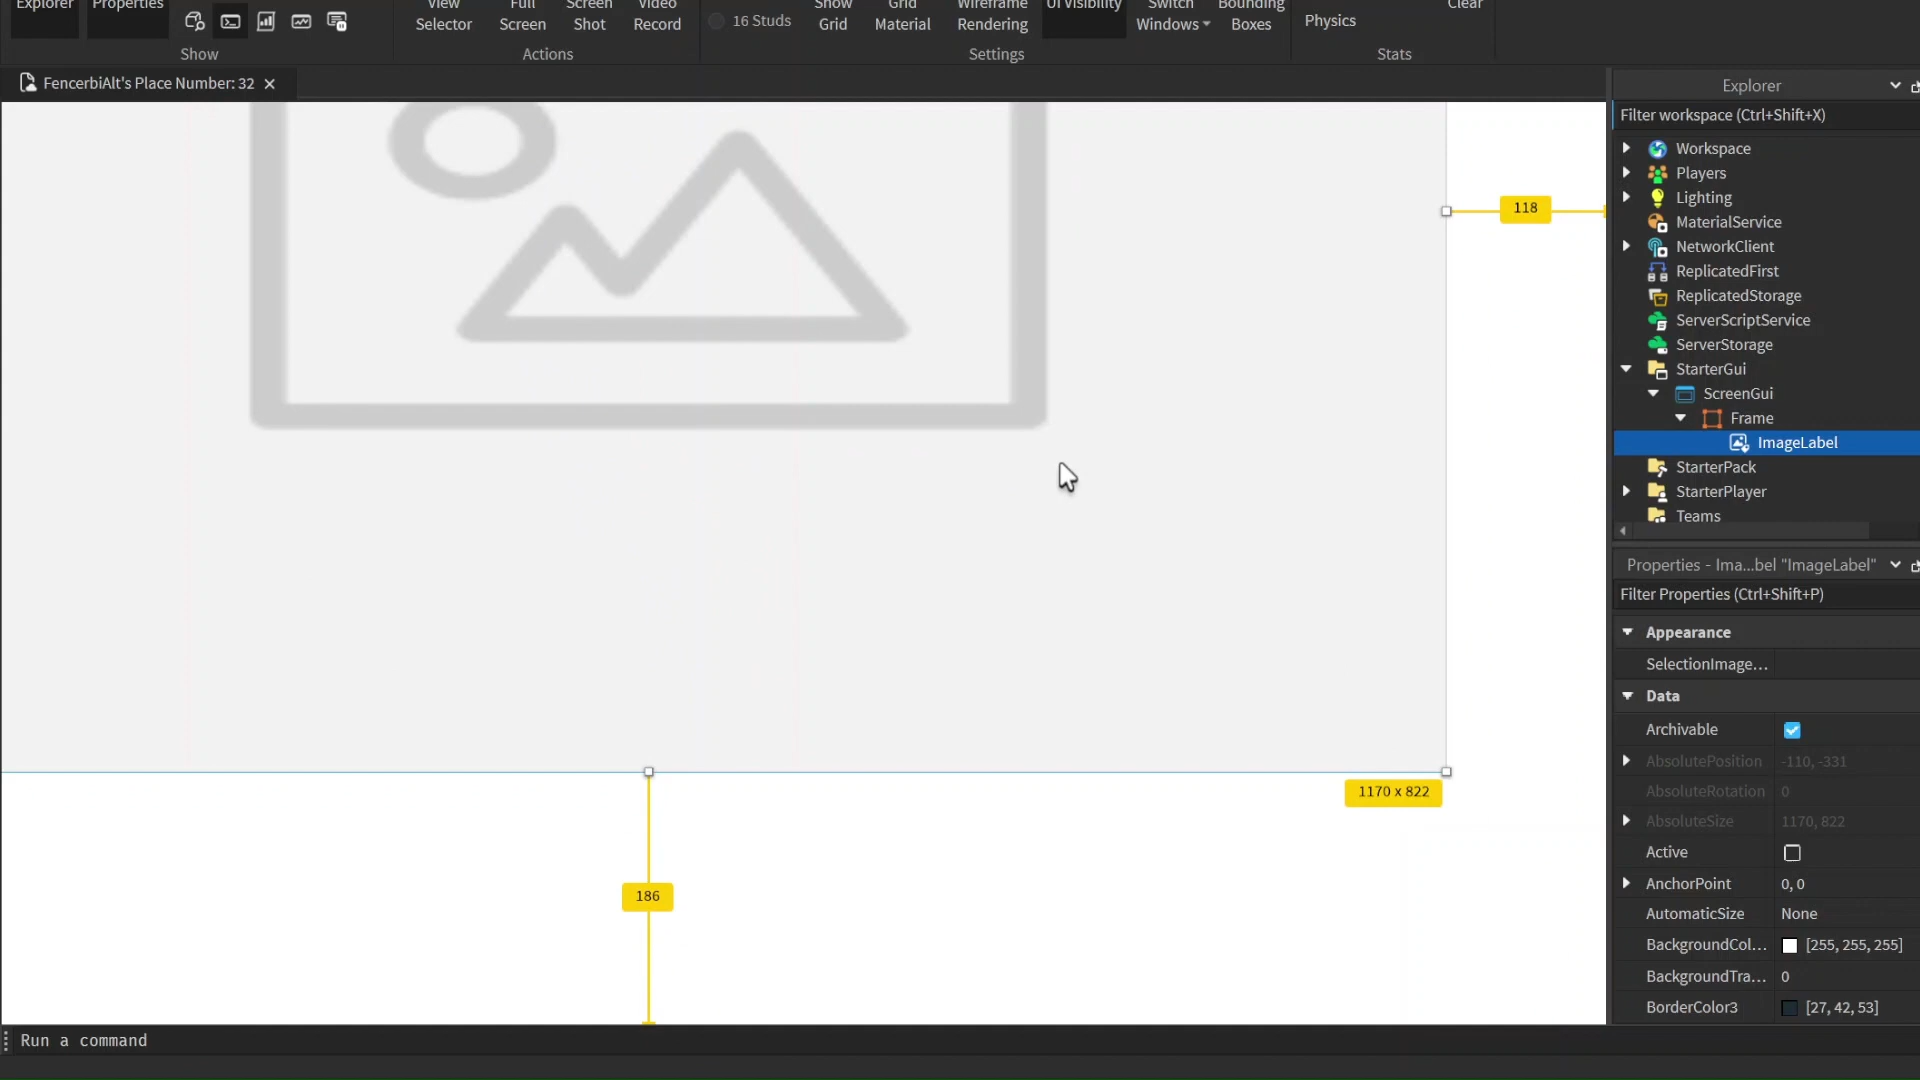 Explorer Properties View Full Screen Video Show Grid Wireframe UI Visibility Switch Bounding Clear
Selector Screen Shot Record 16 Studs Grid Material Rendering Windows Boxes Physics
Show Actions Settings Stats
FencerbiAlt's Place Number: 32
Explorer
Filter workspace (Ctrl+Shift+X)
Workspace
Players
Lighting
MaterialService
NetworkClient
ReplicatedFirst
ReplicatedStorage
ServerScriptService
ServerStorage
StarterGui
ScreenGui
Frame
ImageLabel
StarterPack
StarterPlayer
Teams
118
1170 x 822
186
Properties - Ima...bel "ImageLabel"
Filter Properties (Ctrl+Shift+P)
Appearance
SelectionImage...
Data
Archivable
AbsolutePosition -110, -331
AbsoluteRotation 0
AbsoluteSize 1170, 822
Active
AnchorPoint 0, 0
AutomaticSize None
BackgroundCol... [255, 255, 255]
BackgroundTra... 0
BorderColor3 [27, 42, 53]
Run a command